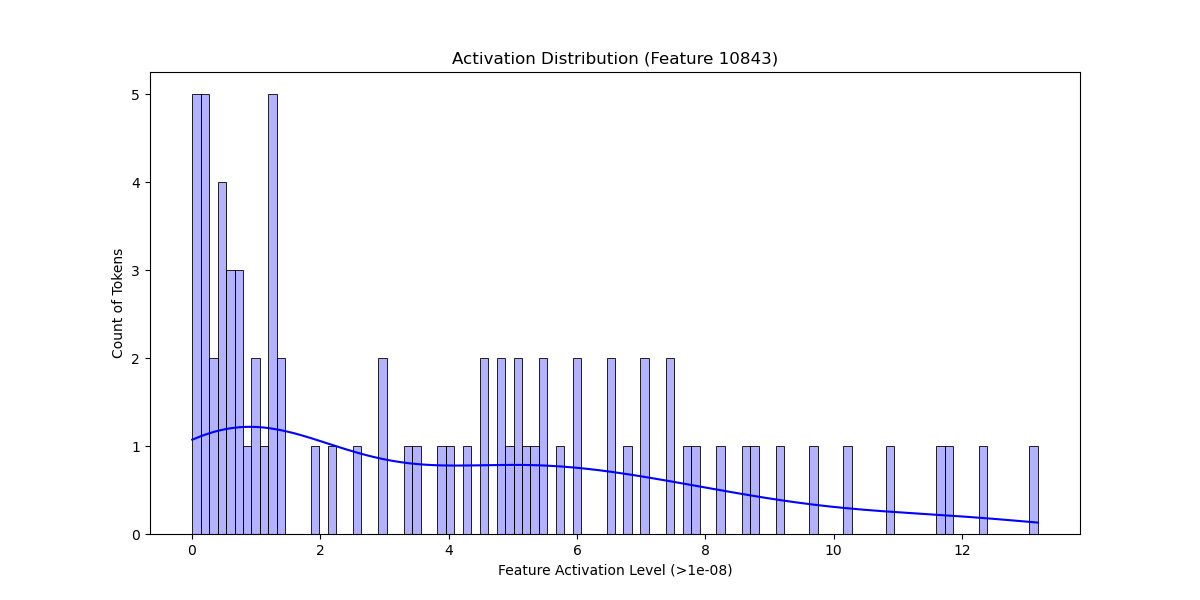 Activation Distribution (Feature 10843)
5
4
3
2
1
0
Count of Tokens
0 2 4 6 8 10 12
Feature Activation Level (>1e-08)